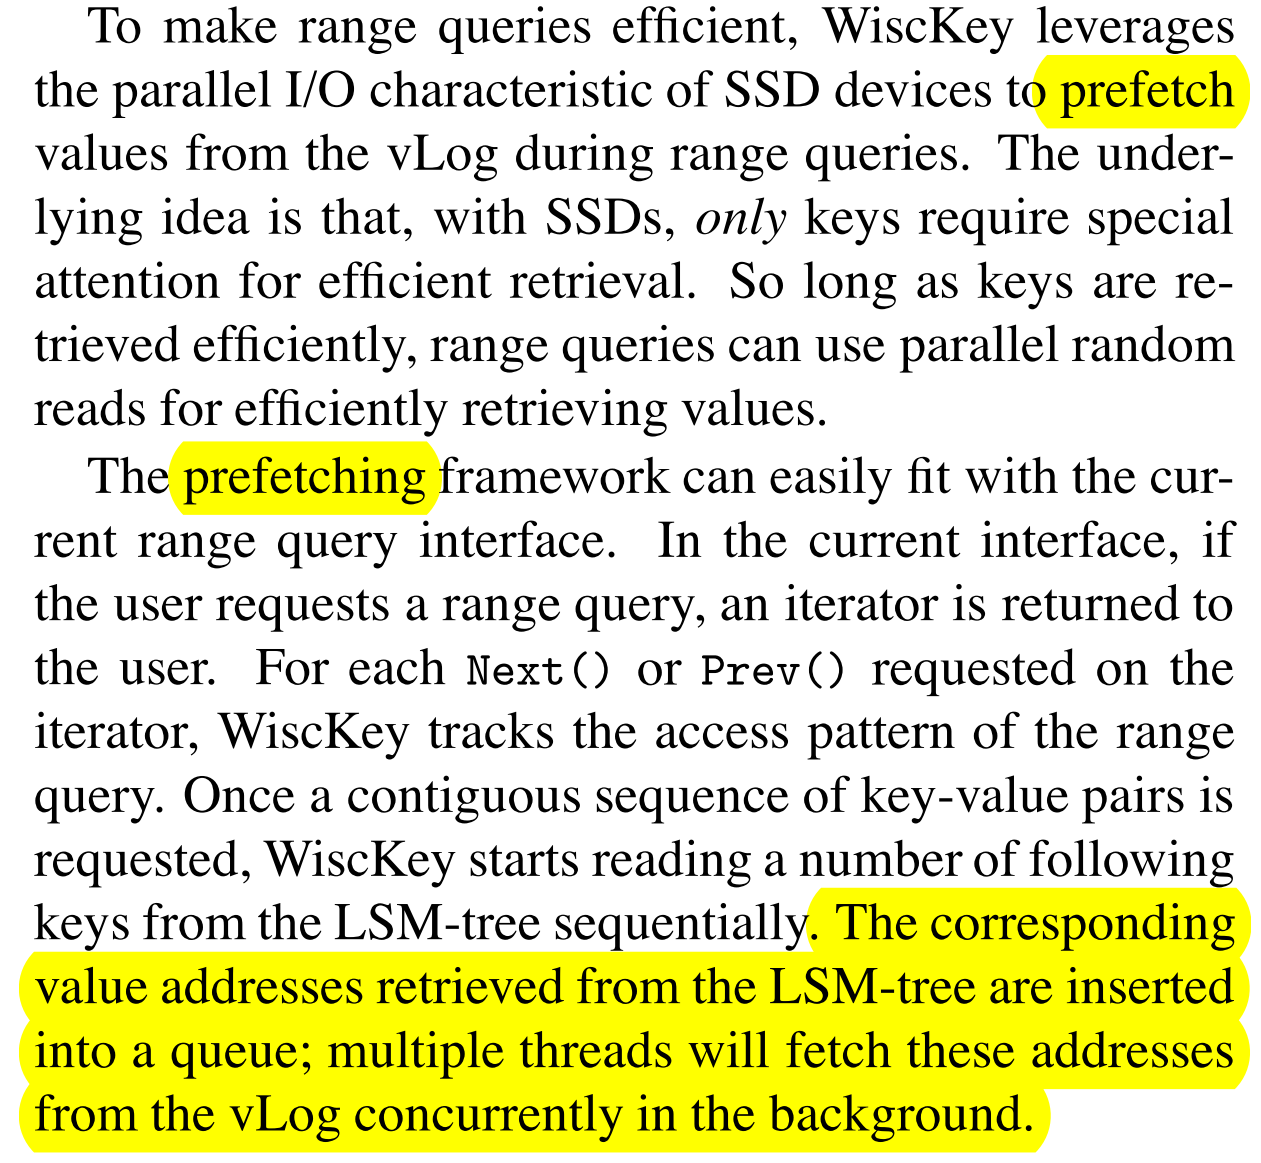 To make range queries efficient, WiscKey leverages
the parallel I/O characteristic of SSD devices to prefetch
values from the vLog during range queries. The under-
lying idea is that, with SSDs, only keys require special
attention for efficient retrieval. So long as keys are re-
trieved efficiently, range queries can use parallel random
reads for efficiently retrieving values.
The prefetching framework can easily fit with the cur-
rent range query interface. In the current interface, if
the user requests a range query, an iterator is returned to
the user. For each Next() or Prev() requested on the
iterator, WiscKey tracks the access pattern of the range
query. Once a contiguous sequence of key-value pairs is
requested, WiscKey starts reading a number of following
keys from the LSM-tree sequentially. The corresponding
value addresses retrieved from the LSM-tree are inserted
into a queue; multiple threads will fetch these addresses
from the vLog concurrently in the background.